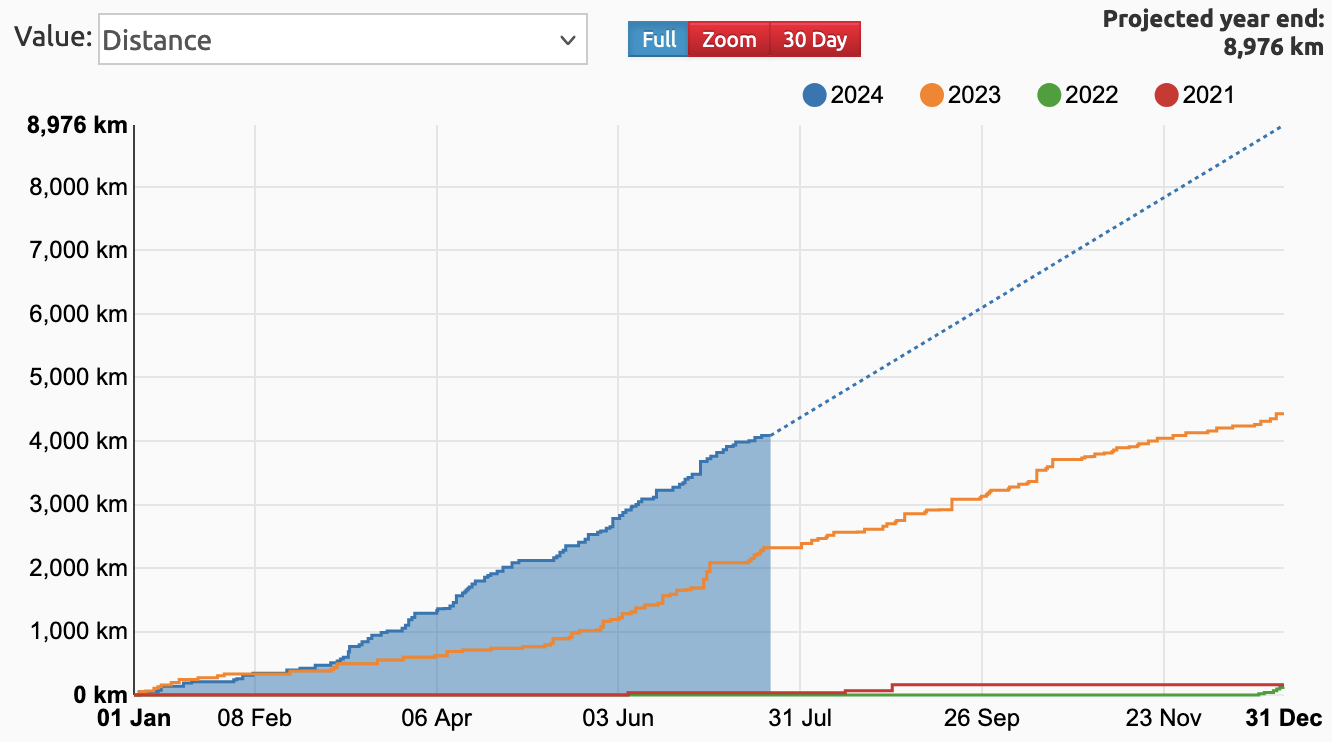 Value: Distance
Full Zoom 30 Day
Projected year end:
8,976 km
2024 2023 2022 2021
8,976 km
8,000 km
7,000 km
6,000 km
5,000 km
4,000 km
3,000 km
2,000 km
1,000 km
0 km
01 Jan 08 Feb 06 Apr 03 Jun 31 Jul 26 Sep 23 Nov 31 Dec